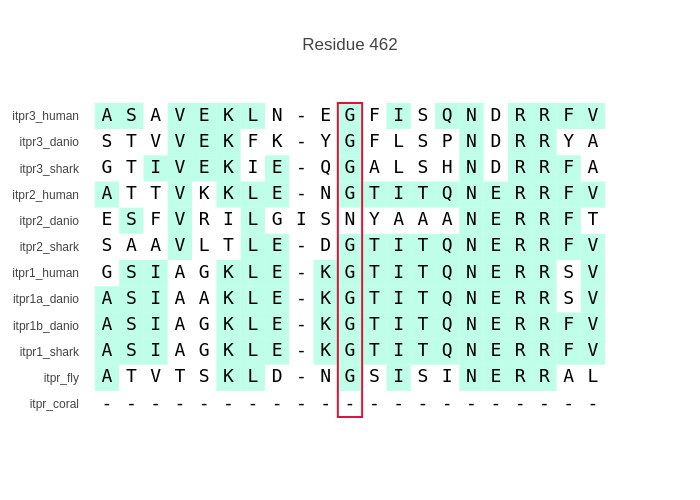 Residue 462
itpr3_human A S A V E K L N - E G F I S Q N D R R F V
itpr3_danio S T V V E K F K - Y G F L S P N D R R Y A
itpr3_shark G T I V E K I E - Q G A L S H N D R R F A
itpr2_human A T T V K K L E - N G T I T Q N E R R F V
itpr2_danio E S F V R I L G I S N Y A A A N E R R F T
itpr2_shark S A A V L T L E - D G T I T Q N E R R F V
itpr1_human G S I A G K L E - K G T I T Q N E R R S V
itpr1a_danio A S I A A K L E - K G T I T Q N E R R S V
itpr1b_danio A S I A G K L E - K G T I T Q N E R R F V
itpr1_shark A S I A G K L E - K G T I T Q N E R R F V
itpr_fly A T V T S K L D - N G S I S I N E R R A L
itpr_coral - - - - - - - - - - - - - - - - - - - - -